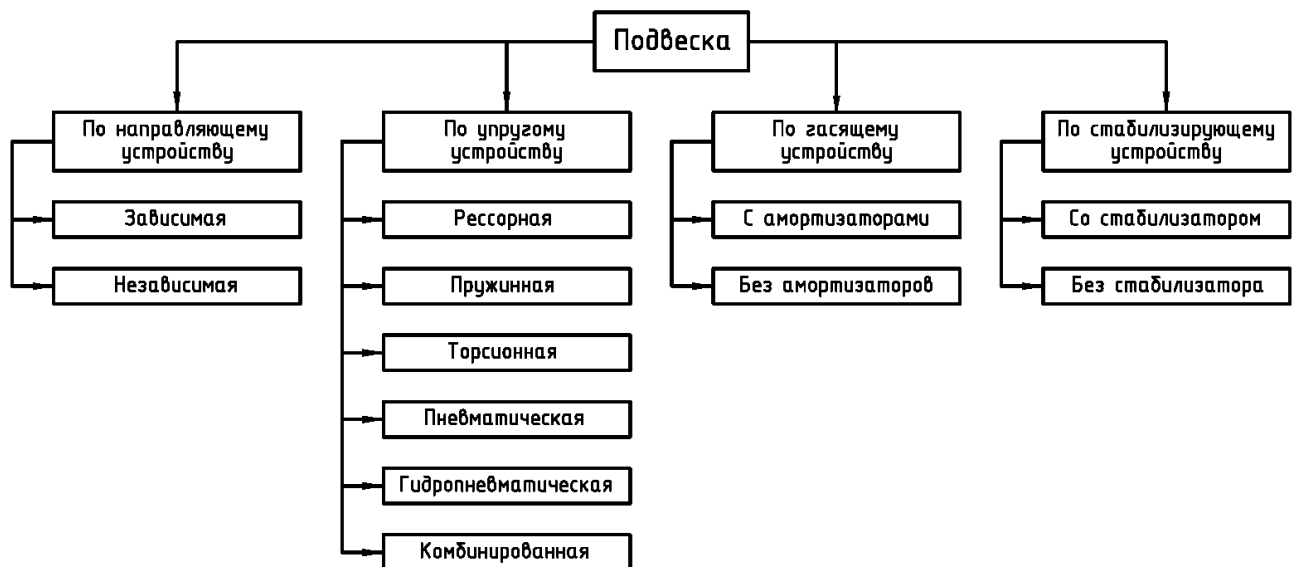 Подвеска
По направляющему
устройству
Зависимая
Независимая
По упругому
устройству
Рессорная
Пружинная
Торсионная
Пневматическая
Гидропневматическая
Комбинированная
По гасящему
устройству
С амортизаторами
Без амортизаторов
По стабилизирующему
устройству
Со стабилизатором
Без стабилизатора